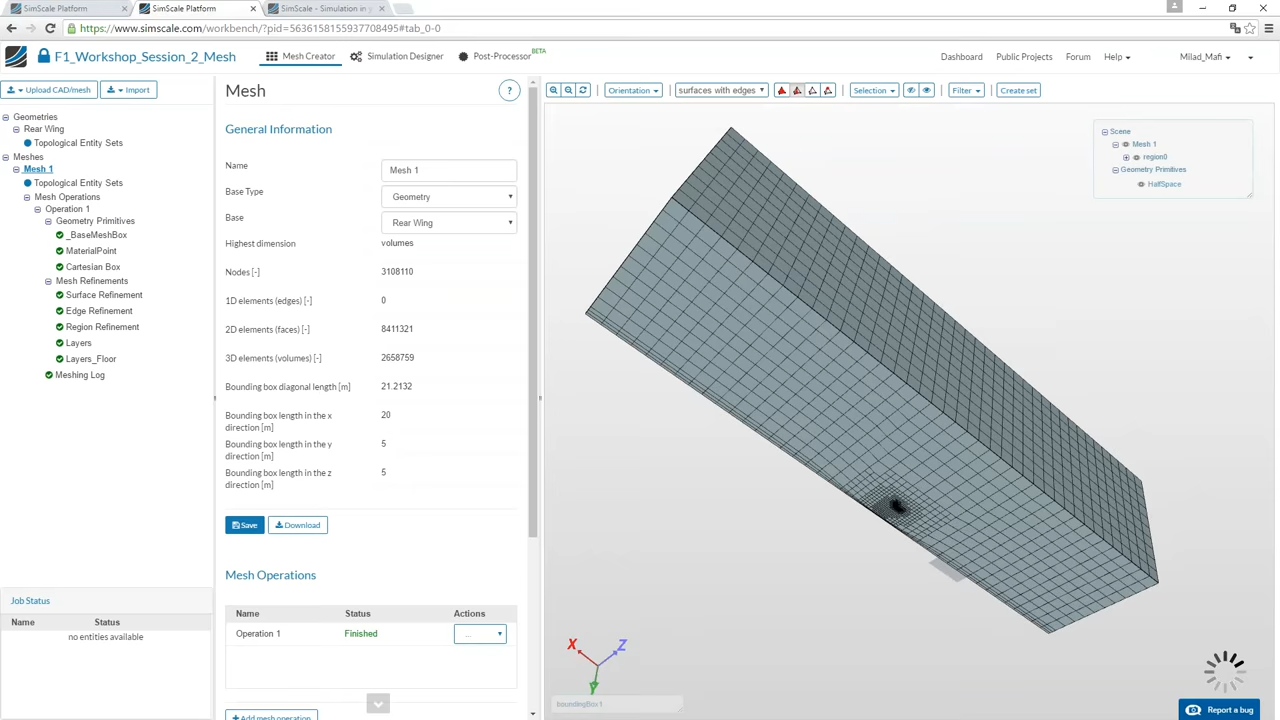 SimScale Platform
SimScale Platform
SimScale - Simulation in y
https://www.simscale.com/workbench/?pid=5636158155937708495#tab_0-0
F1_Workshop_Session_2_Mesh
Mesh Creator
Simulation Designer
Post-Processor BETA
Dashboard
Public Projects
Forum
Help
Milad_Mafi
Upload CAD/mesh
Import
Geometries
Rear Wing
Topological Entity Sets
Meshes
Mesh 1
Topological Entity Sets
Mesh Operations
Operation 1
Geometry Primitives
_BaseMeshBox
MaterialPoint
Cartesian Box
Mesh Refinements
Surface Refinement
Edge Refinement
Region Refinement
Layers
Layers_Floor
Meshing Log
Job Status
Name Status
no entities available
Mesh
?
General Information
Name Mesh 1
Base Type Geometry
Base Rear Wing
Highest dimension volumes
Nodes [-] 3108110
1D elements (edges) [-] 0
2D elements (faces) [-] 8411321
3D elements (volumes) [-] 2658759
Bounding box diagonal length [m] 21.2132
Bounding box length in the x 20
direction [m]
Bounding box length in the y 5
direction [m]
Bounding box length in the z 5
direction [m]
Save
Download
Mesh Operations
Name Status Actions
Operation 1 Finished ...
Add mesh operation
Orientation
surfaces with edges
Selection
Filter
Create set
Scene
Mesh 1
region0
Geometry Primitives
HalfSpace
X
Z
Y
boundingBox1
Report a bug